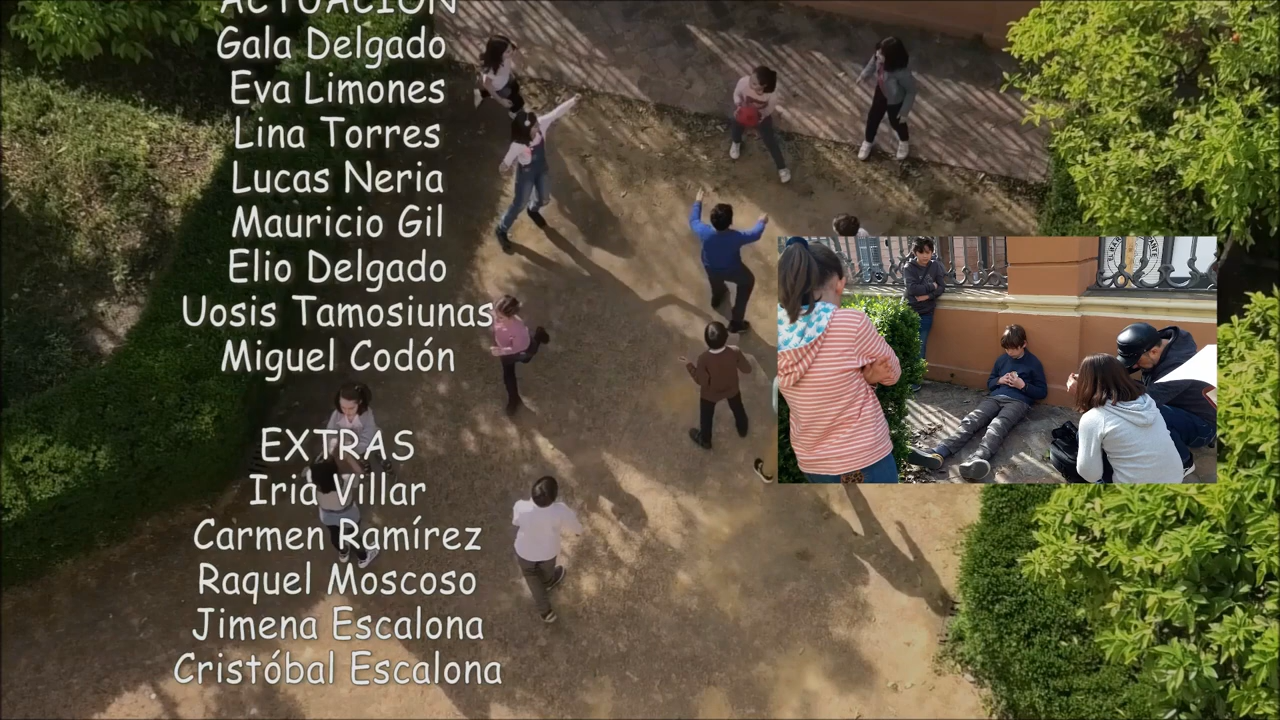 ACTUACIÓN
Gala Delgado
Eva Limones
Lina Torres
Lucas Neria
Mauricio Gil
Elio Delgado
Uosis Tamosiunas
Miguel Codón
EXTRAS
Iria Villar
Carmen Ramírez
Raquel Moscoso
Jimena Escalona
Cristóbal Escalona